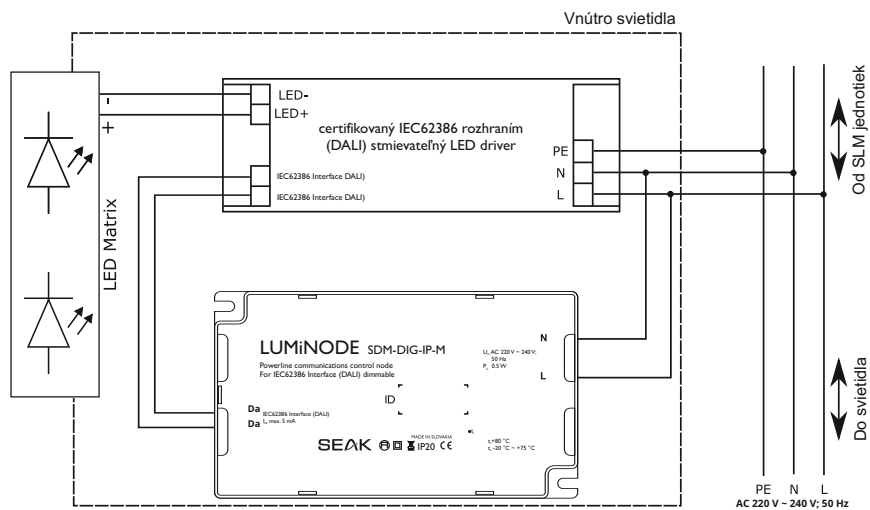 Vnútro svietidla
LED-
LED+
certifikovaný IEC62386 rozhraním
(DALI) stmievateľný LED driver
IEC62386 Interface DALI)
IEC62386 Interface DALI)
PE
N
L
-
+
LED Matrix
Od SLM jednotiek
LUMiNODE SDM-DIG-IP-M
Powerline communications control node
For IEC62386 Interface (DALI) dimmable
N
L
AC 220 V ~ 240 V;
50 Hz
0.5 W
ID
Da
Da
IEC62386 Interface (DALI)
max. 5 mA
SEAK
MADE IN SLOVAKIA
IP20 CE
+80 °C
-20 °C ~ +75 °C
Do svietidla
PE N L
AC 220 V ~ 240 V; 50 Hz